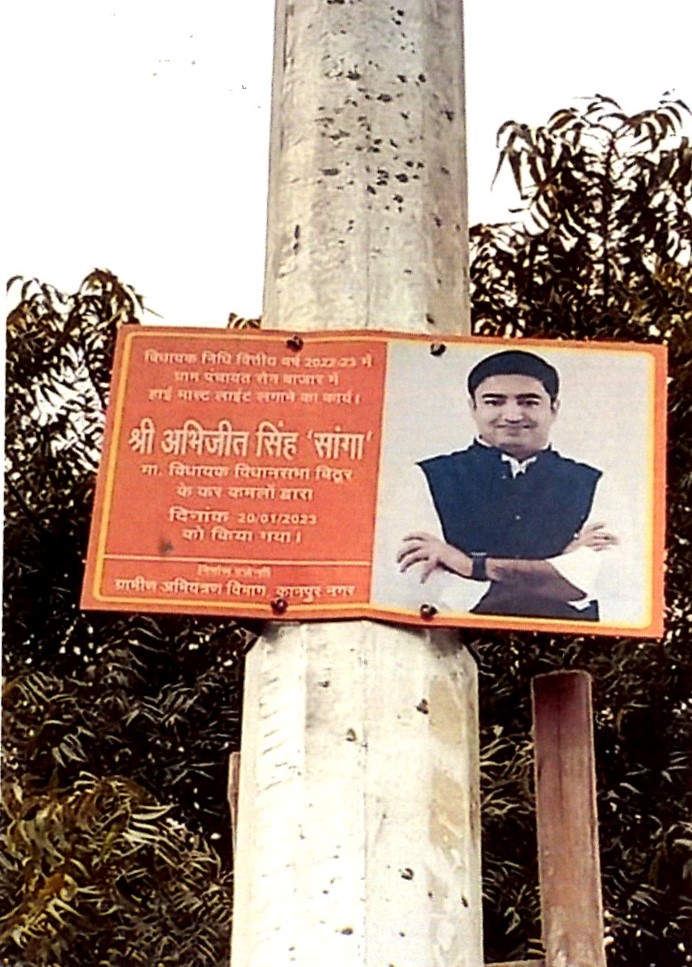 विधायक निधि वित्तीय वर्ष 2022-23 में
ग्राम पंचायत रौन बाजार में
हाई मास्ट लाईट लगाने का कार्य।
श्री अभिजीत सिंह 'सांगा'
मा. विधायक विधानसभा बिठूर
के कर कमलों द्वारा
दिनांक 20/01/2023
को किया गया।
ग्रामीण अभियंत्रण विभाग, कानपुर नगर